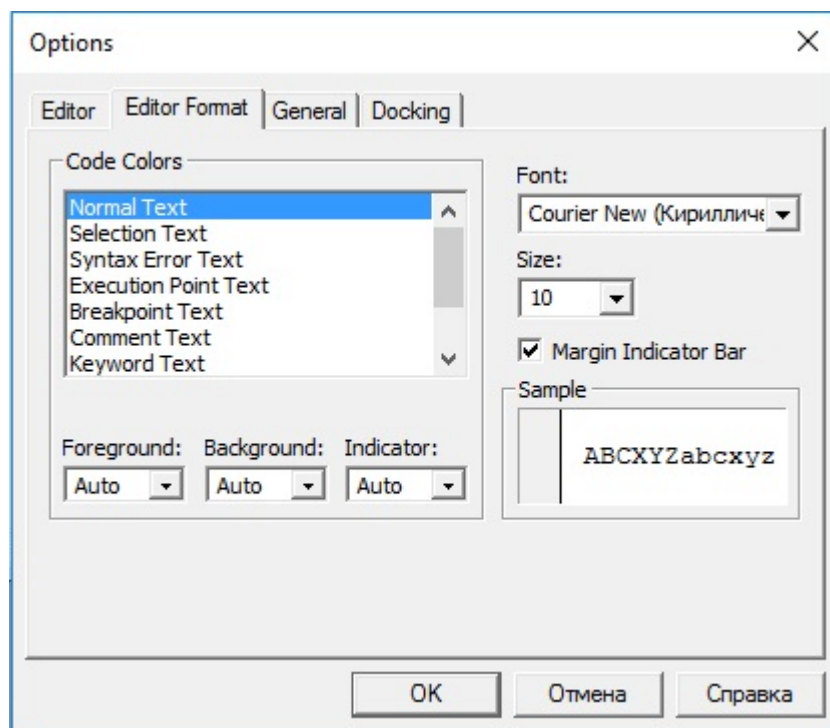 Options
Editor
Editor Format
General
Docking
Code Colors
Normal Text
Selection Text
Syntax Error Text
Execution Point Text
Breakpoint Text
Comment Text
Keyword Text
Foreground:
Background:
Indicator:
Auto
Auto
Auto
Font:
Courier New (Кирилличе
Size:
10
Margin Indicator Bar
Sample
ABCXYZabcxyz
OK
Отмена
Справка